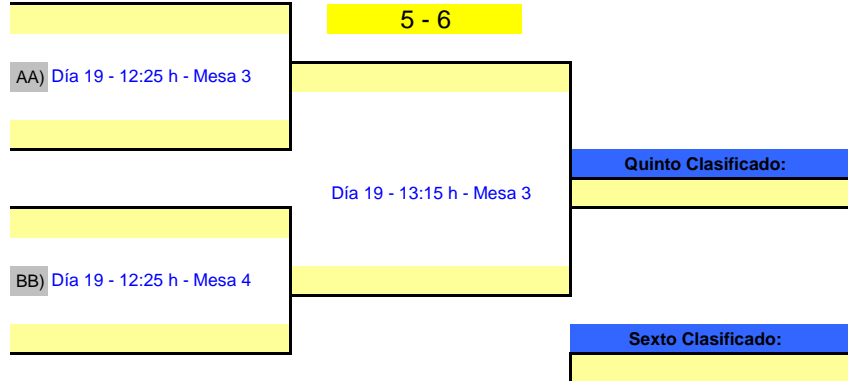 5 - 6
AA) Día 19 - 12:25 h - Mesa 3
Quinto Clasificado:
Día 19 - 13:15 h - Mesa 3
BB) Día 19 - 12:25 h - Mesa 4
Sexto Clasificado: